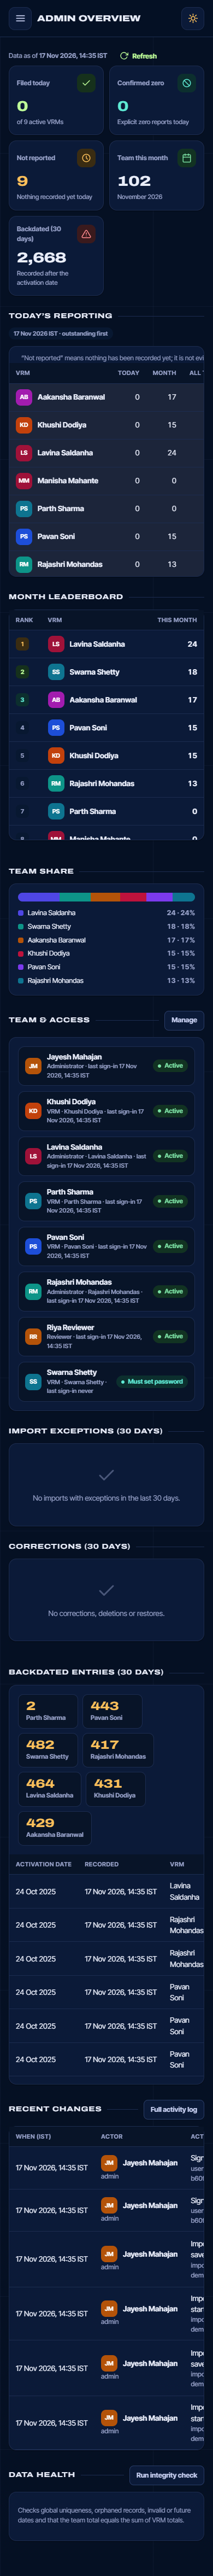 ADMIN OVERVIEW
Data as of 17 Nov 2026, 14:35 IST
Refresh
Filed today
0
of 9 active VRMs
Confirmed zero
0
Explicit zero reports today
Not reported
9
Nothing recorded yet today
Team this month
102
November 2026
Backdated (30
days)
2,668
Recorded after the
activation date
TODAY'S REPORTING
17 Nov 2026 IST · outstanding first
"Not reported" means nothing has been recorded yet; it is not evi
VRM TODAY MONTH ALL
AB Aakansha Baranwal 0 17
KD Khushi Dodiya 0 15
LS Lavina Saldanha 0 24
MM Manisha Mahante 0 0
PS Parth Sharma 0 0
PS Pavan Soni 0 15
RM Rajashri Mohandas 0 13
MONTH LEADERBOARD
RANK VRM THIS MONTH
1 LS Lavina Saldanha 24
2 SS Swarna Shetty 18
3 AB Aakansha Baranwal 17
4 PS Pavan Soni 15
5 KD Khushi Dodiya 15
6 RM Rajashri Mohandas 13
7 PS Parth Sharma 0
8 MM Manisha Mahante 0
TEAM SHARE
Lavina Saldanha 24 · 24%
Swarna Shetty 18 · 18%
Aakansha Baranwal 17 · 17%
Khushi Dodiya 15 · 15%
Pavan Soni 15 · 15%
Rajashri Mohandas 13 · 13%
TEAM & ACCESS
Manage
JM Jayesh Mahajan
Administrator · last sign-in 17 Nov
2026, 14:35 IST
Active
KD Khushi Dodiya
VRM · Khushi Dodiya · last sign-in 17
Nov 2026, 14:35 IST
Active
LS Lavina Saldanha
Administrator · Lavina Saldanha · last
sign-in 17 Nov 2026, 14:35 IST
Active
PS Parth Sharma
VRM · Parth Sharma · last sign-in 17
Nov 2026, 14:35 IST
Active
PS Pavan Soni
VRM · Pavan Soni · last sign-in 17 Nov
2026, 14:35 IST
Active
RM Rajashri Mohandas
Administrator · Rajashri Mohandas ·
last sign-in 17 Nov 2026, 14:35 IST
Active
RR Riya Reviewer
Reviewer · last sign-in 17 Nov 2026,
14:35 IST
Active
SS Swarna Shetty
VRM · Swarna Shetty ·
last sign-in never
Must set password
IMPORT EXCEPTIONS (30 DAYS)
No imports with exceptions in the last 30 days.
CORRECTIONS (30 DAYS)
No corrections, deletions or restores.
BACKDATED ENTRIES (30 DAYS)
2
Parth Sharma
443
Pavan Soni
482
Swarna Shetty
417
Rajashri Mohandas
464
Lavina Saldanha
431
Khushi Dodiya
429
Aakansha Baranwal
ACTIVATION DATE RECORDED VRM
24 Oct 2025 17 Nov 2026, 14:35 IST Lavina
Saldanha
24 Oct 2025 17 Nov 2026, 14:35 IST Rajashri
Mohandas
24 Oct 2025 17 Nov 2026, 14:35 IST Rajashri
Mohandas
24 Oct 2025 17 Nov 2026, 14:35 IST Pavan
Soni
24 Oct 2025 17 Nov 2026, 14:35 IST Pavan
Soni
24 Oct 2025 17 Nov 2026, 14:35 IST Pavan
Soni
RECENT CHANGES
Full activity log
WHEN (IST) ACTOR ACT
17 Nov 2026, 14:35 IST JM Jayesh Mahajan
admin
17 Nov 2026, 14:35 IST JM Jayesh Mahajan
admin
17 Nov 2026, 14:35 IST JM Jayesh Mahajan
admin
17 Nov 2026, 14:35 IST JM Jayesh Mahajan
admin
17 Nov 2026, 14:35 IST JM Jayesh Mahajan
admin
17 Nov 2026, 14:35 IST JM Jayesh Mahajan
admin
DATA HEALTH
Run integrity check
Checks global uniqueness, orphaned records, invalid or future
dates and that the team total equals the sum of VRM totals.